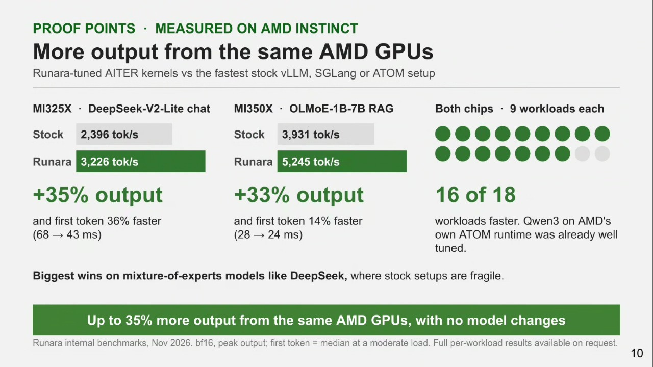 PROOF POINTS · MEASURED ON AMD INSTINCT
More output from the same AMD GPUs
Runara-tuned AITER kernels vs the fastest stock vLLM, SGLang or ATOM setup
MI325X · DeepSeek-V2-Lite chat
Stock 2,396 tok/s
Runara 3,226 tok/s
+35% output
and first token 36% faster
(68 → 43 ms)
MI350X · OLMoE-1B-7B RAG
Stock 3,931 tok/s
Runara 5,245 tok/s
+33% output
and first token 14% faster
(28 → 24 ms)
Both chips · 9 workloads each
16 of 18
workloads faster. Qwen3 on AMD's
own ATOM runtime was already well
tuned.
Biggest wins on mixture-of-experts models like DeepSeek, where stock setups are fragile.
Up to 35% more output from the same AMD GPUs, with no model changes
Runara internal benchmarks, Nov 2026. bf16, peak output; first token = median at a moderate load. Full per-workload results available on request.
10